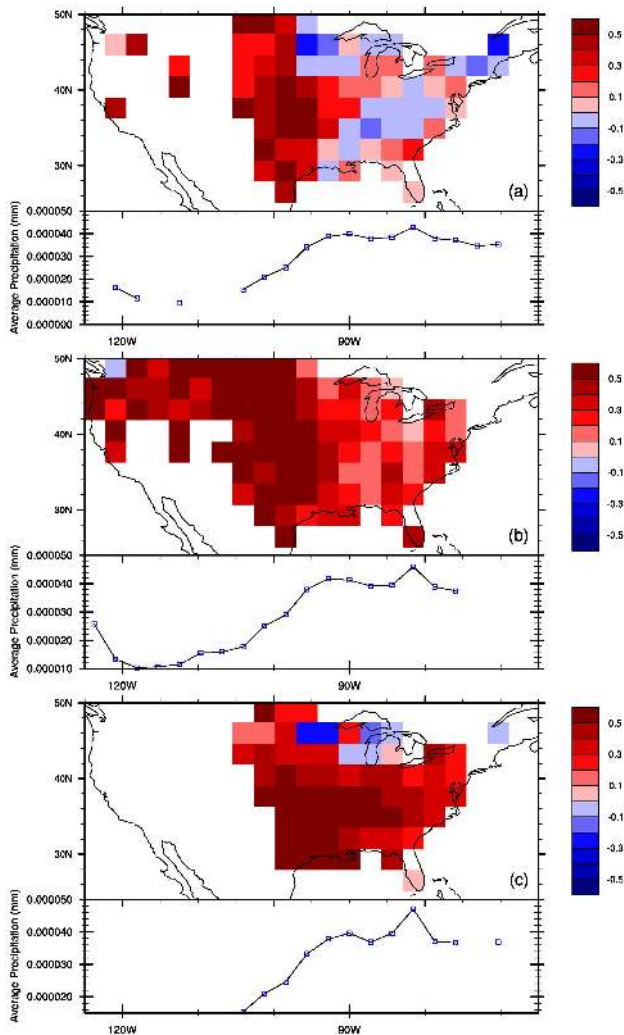 50N
40N
30N
(a)
0.5
0.3
0.1
-0.1
-0.3
-0.5
Average Precipitation (mm)
0.000050
0.000040
0.000030
0.000020
0.000010
0.000000
120W
90W
50N
40N
30N
(b)
0.5
0.3
0.1
-0.1
-0.3
-0.5
Average Precipitation (mm)
0.000050
0.000040
0.000030
0.000020
0.000010
120W
90W
50N
40N
30N
(c)
0.5
0.3
0.1
-0.1
-0.3
-0.5
Average Precipitation (mm)
0.000050
0.000040
0.000030
0.000020
120W
90W